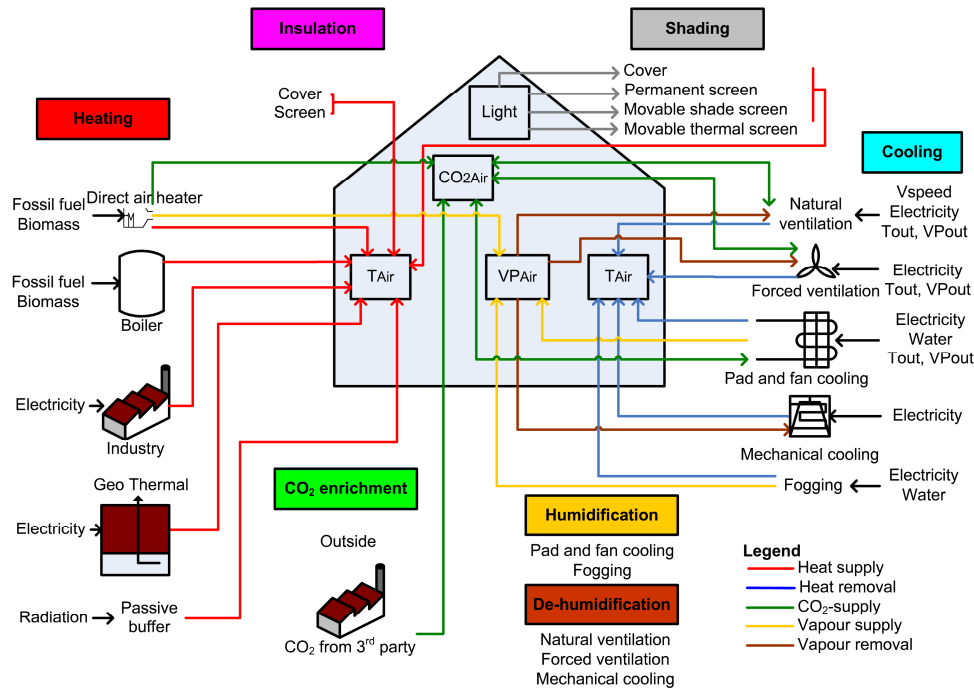 Insulation
Shading
Cover
Screen
Cover
Permanent screen
Movable shade screen
Movable thermal screen
Light
Heating
Cooling
CO2Air
Direct air heater
Fossil fuel
Biomass
Natural
ventilation
Vspeed
Electricity
Tout, VPout
TAir
VPAir
TAir
Fossil fuel
Biomass
Boiler
Forced ventilation
Electricity
Tout, VPout
Electricity
Water
Tout, VPout
Pad and fan cooling
Electricity
Industry
Electricity
Mechanical cooling
Geo Thermal
Electricity
CO2 enrichment
Fogging
Electricity
Water
Humidification
Pad and fan cooling
Fogging
Outside
CO2 from 3rd party
Radiation
Passive
buffer
De-humidification
Natural ventilation
Forced ventilation
Mechanical cooling
Legend
Heat supply
Heat removal
CO2-supply
Vapour supply
Vapour removal